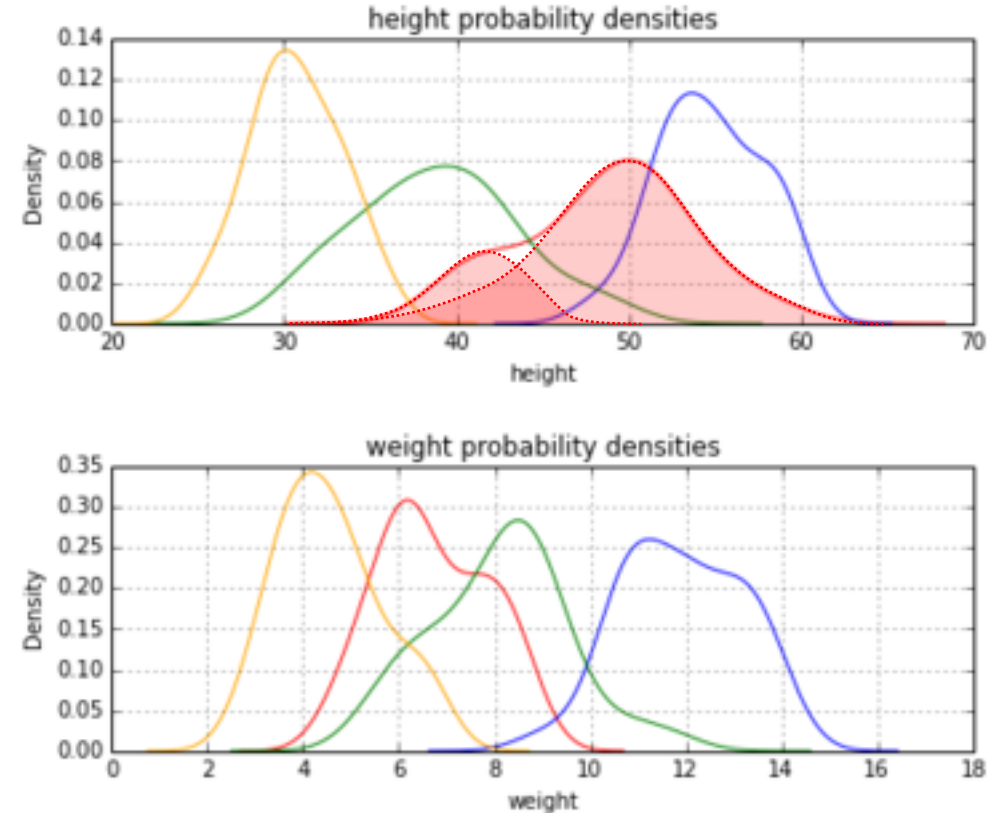 height probability densities
0.14
0.12
0.10
0.08
0.06
0.04
0.02
0.00
Density
20 30 40 50 60 70
height
weight probability densities
0.35
0.30
0.25
0.20
0.15
0.10
0.05
0.00
Density
0 2 4 6 8 10 12 14 16 18
weight